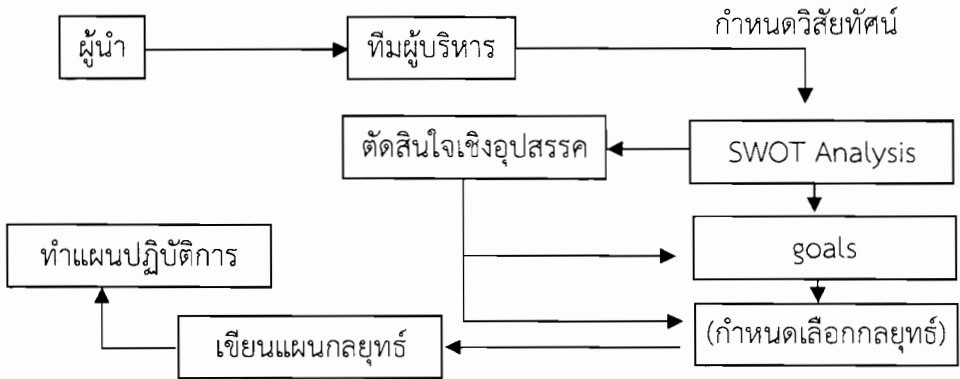 กำหนดวิสัยทัศน์
ผู้นำ
ทีมผู้บริหาร
ตัดสินใจเชิงอุปสรรค
SWOT Analysis
ทำแผนปฏิบัติการ
goals
เขียนแผนกลยุทธ์
(กำหนดเลือกกลยุทธ์)